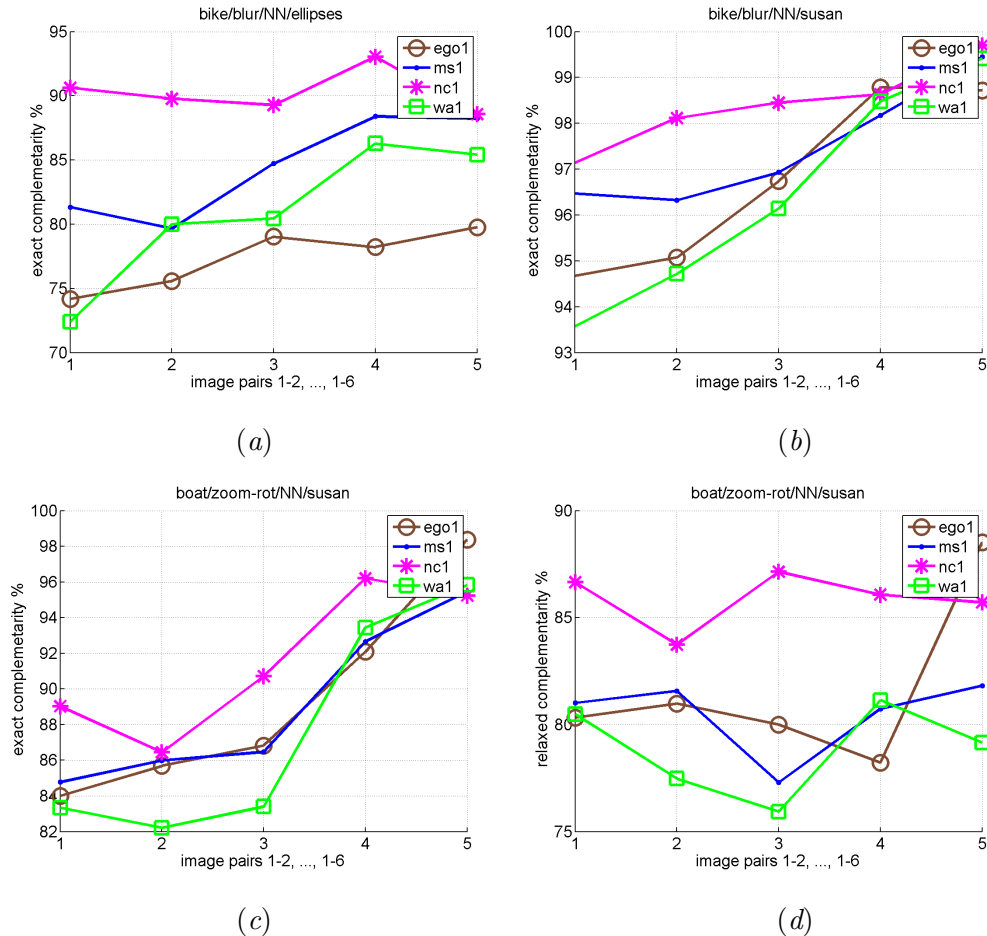 bike/blur/NN/ellipses
95
90
85
80
75
70
exact complemetarity %
ego1
ms1
nc1
wa1
1 2 3 4 5
image pairs 1-2, ..., 1-6
(a)
bike/blur/NN/susan
100
99
98
97
96
95
94
93
exact complemetarity %
ego1
ms1
nc1
wa1
1 2 3 4 5
image pairs 1-2, ..., 1-6
(b)
boat/zoom-rot/NN/susan
100
98
96
94
92
90
88
86
84
82
exact complemetarity %
ego1
ms1
nc1
wa1
1 2 3 4 5
image pairs 1-2, ..., 1-6
(c)
boat/zoom-rot/NN/susan
90
85
80
75
relaxed complementarity %
ego1
ms1
nc1
wa1
1 2 3 4 5
image pairs 1-2, ..., 1-6
(d)